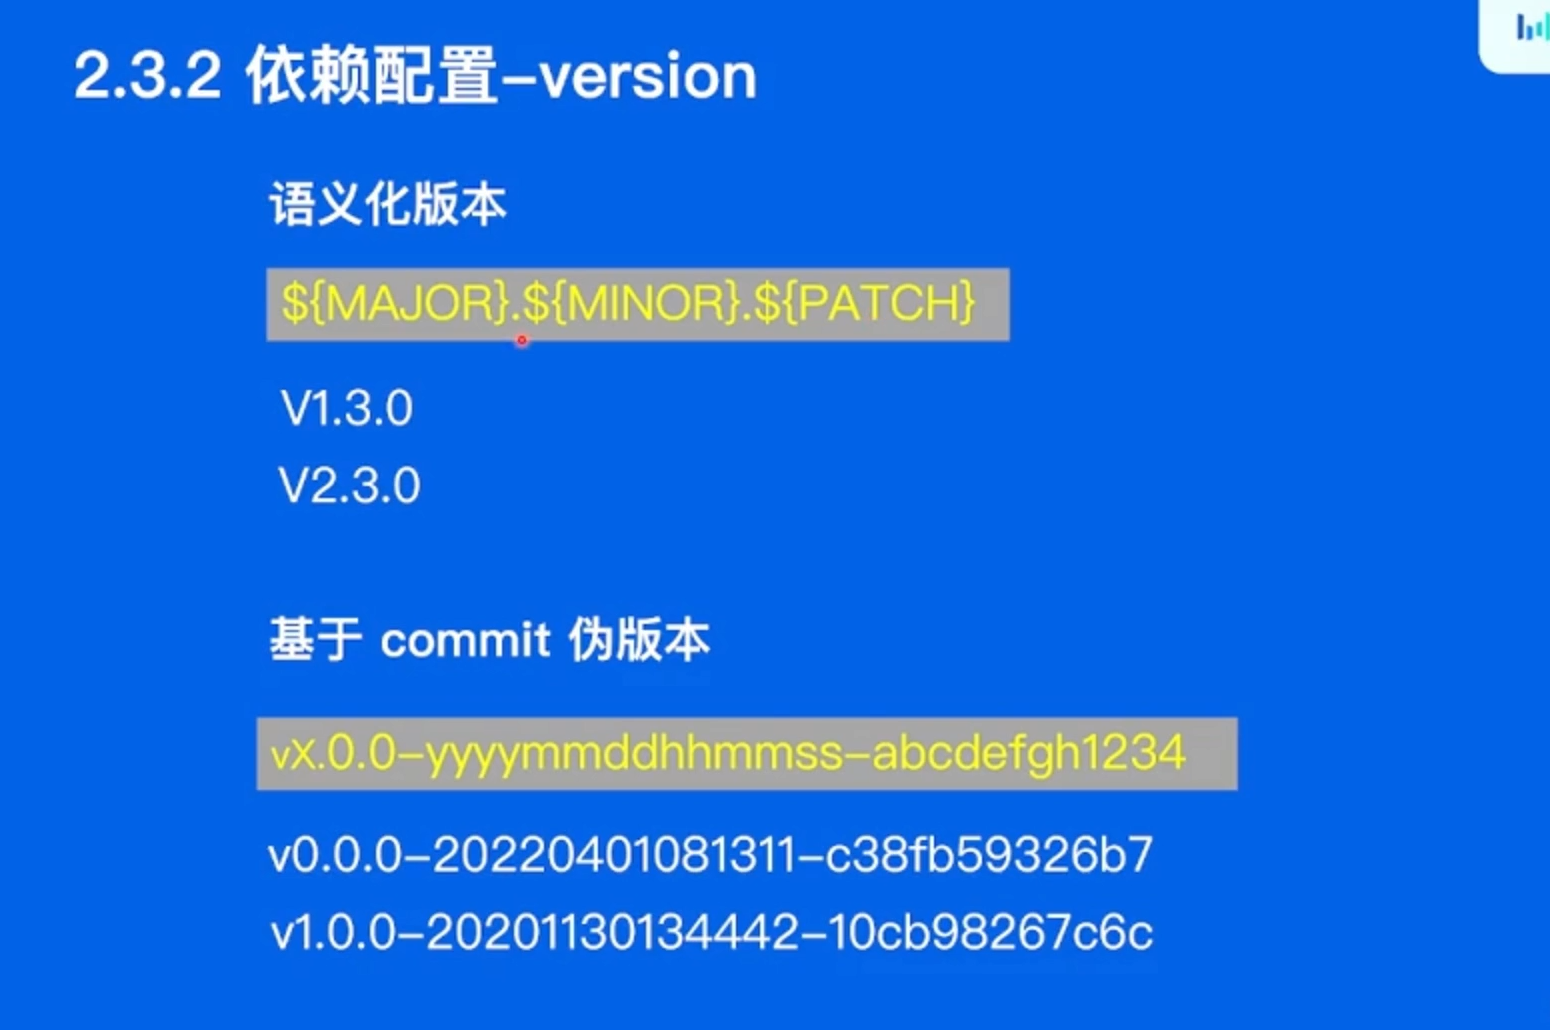 2.3.2 依赖配置-version
语义化版本
${MAJOR}.${MINOR}.${PATCH}
V1.3.0
V2.3.0
基于 commit 伪版本
vX.0.0-yyyymmddhhmmss-abcdefgh1234
v0.0.0-20220401081311-c38fb59326b7
v1.0.0-20201130134442-10cb98267c6c